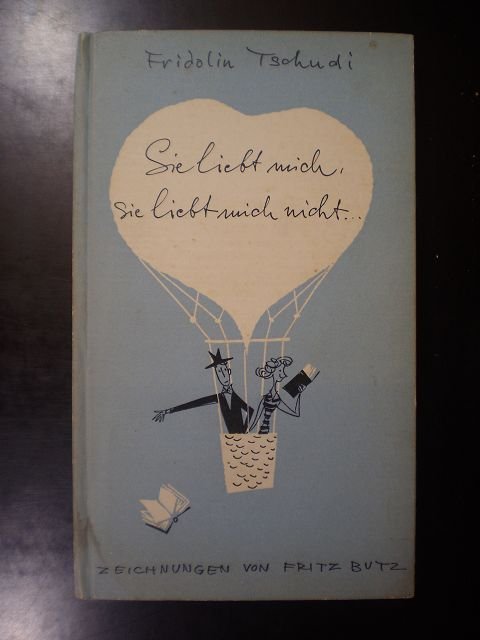 Fridolin Tschudi
Sie liebt mich,
sie liebt mich nicht...
ZEICHNUNGEN VON FRITZ BUTZ